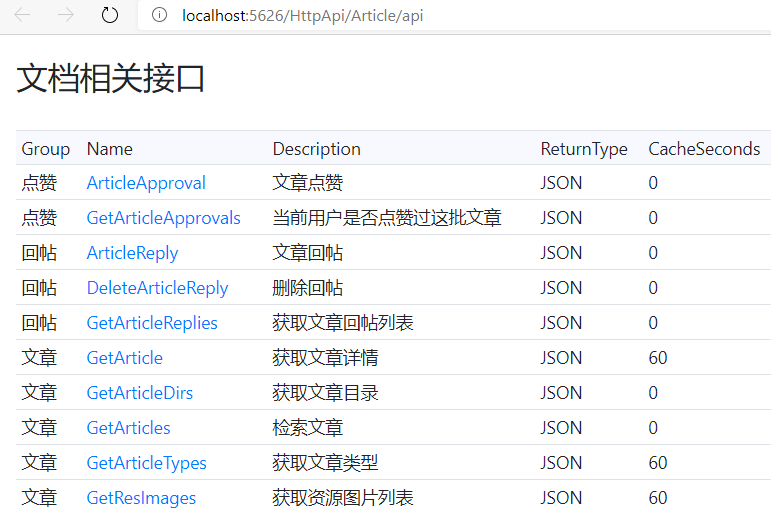 localhost:5626/HttpApi/Article/api
文档相关接口
Group Name Description ReturnType CacheSeconds
点赞 ArticleApproval 文章点赞 JSON 0
点赞 GetArticleApprovals 当前用户是否点赞过这批文章 JSON 0
回帖 ArticleReply 文章回帖 JSON 0
回帖 DeleteArticleReply 删除回帖 JSON 0
回帖 GetArticleReplies 获取文章回帖列表 JSON 0
文章 GetArticle 获取文章详情 JSON 60
文章 GetArticleDirs 获取文章目录 JSON 0
文章 GetArticles 检索文章 JSON 0
文章 GetArticleTypes 获取文章类型 JSON 60
文章 GetResImages 获取资源图片列表 JSON 60